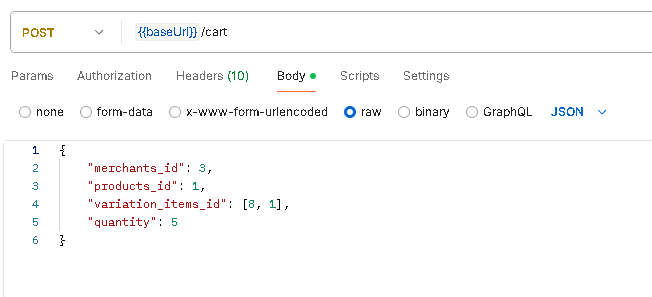 POST {{baseUrl}} /cart
Params Authorization Headers (10) Body Scripts Settings
none form-data x-www-form-urlencoded raw binary GraphQL JSON
1 {
2 "merchants_id": 3,
3 "products_id": 1,
4 "variation_items_id": [8, 1],
5 "quantity": 5
6 }